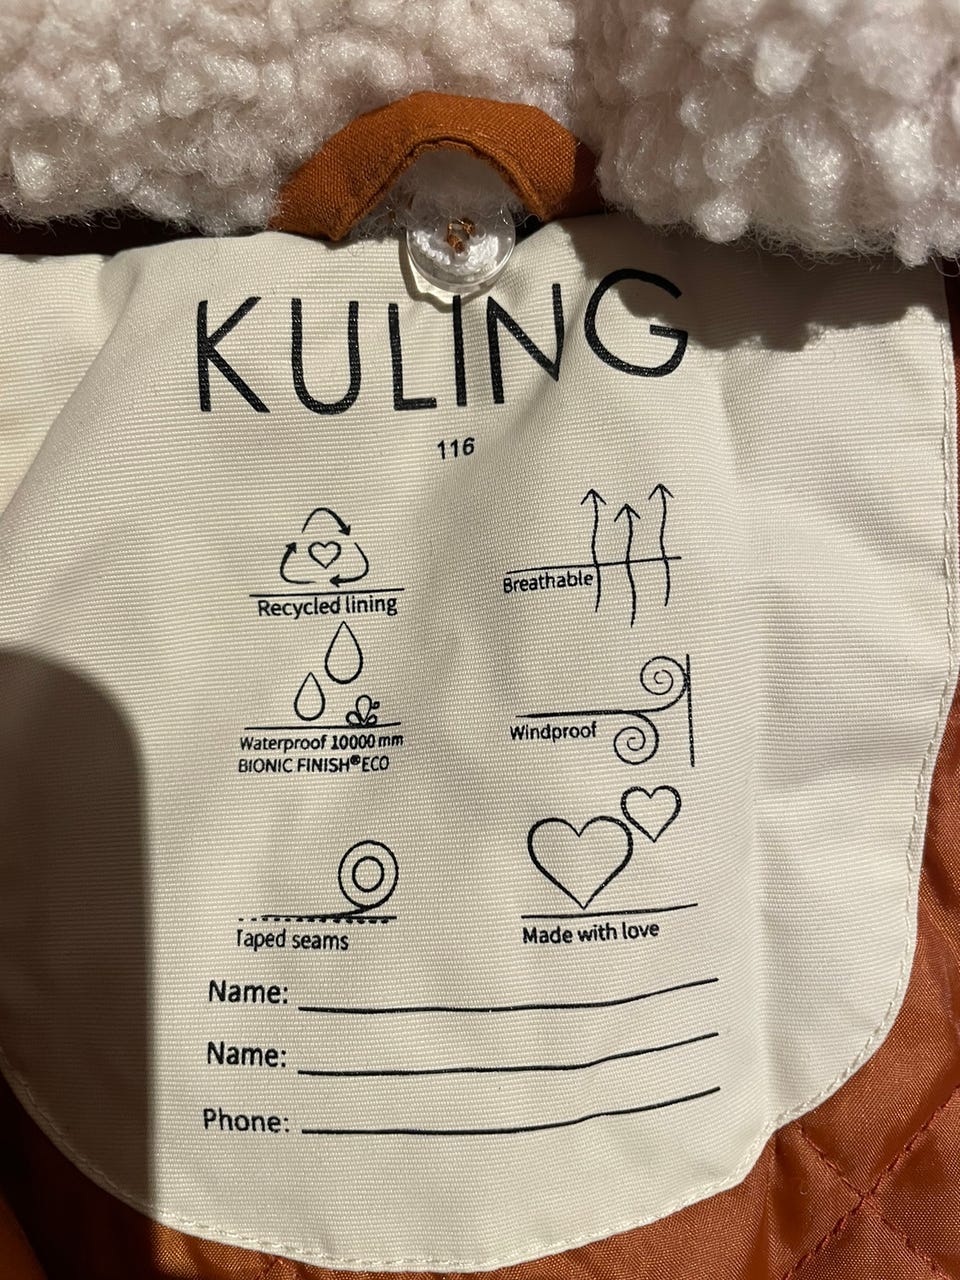 KULING
116
Recycled lining
Breathable
Waterproof 10000 mm
BIONIC FINISH®ECO
Windproof
Taped seams
Made with love
Name:
Name:
Phone: